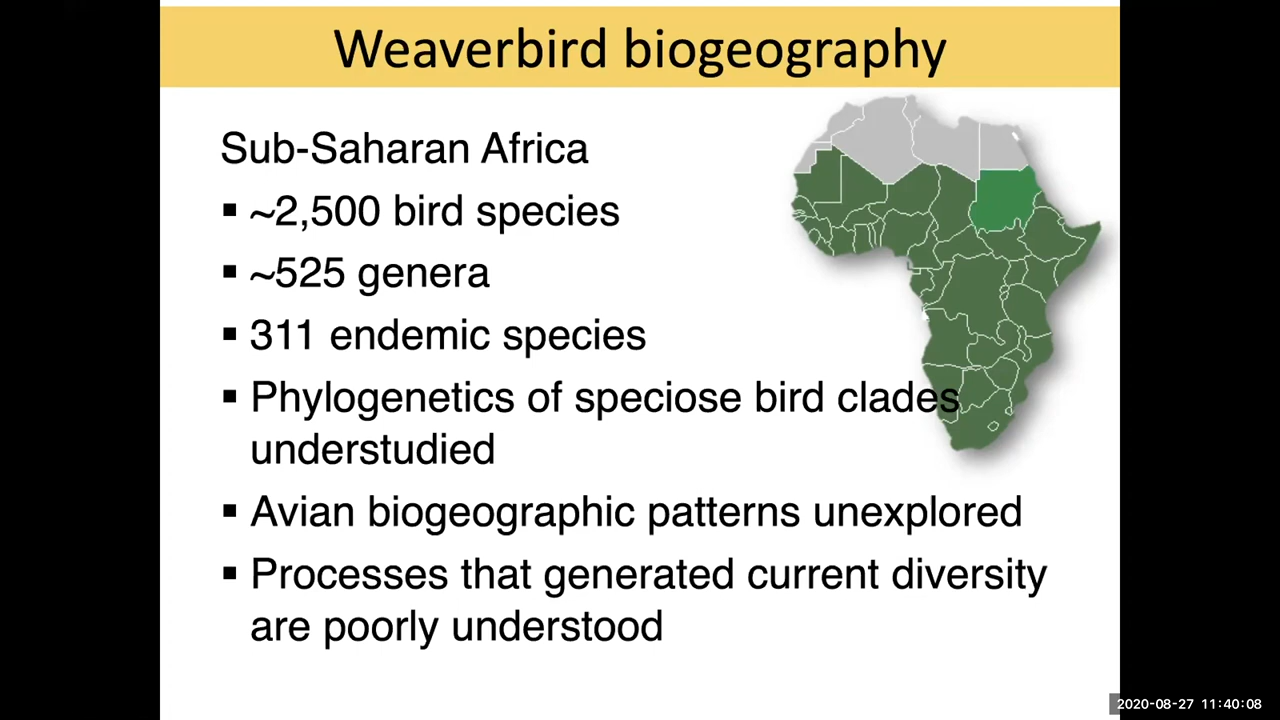 Weaverbird biogeography
Sub-Saharan Africa
▪ ~2,500 bird species
▪ ~525 genera
▪ 311 endemic species
▪ Phylogenetics of speciose bird clades
understudied
▪ Avian biogeographic patterns unexplored
▪ Processes that generated current diversity
are poorly understood
2020-08-27 11:40:08